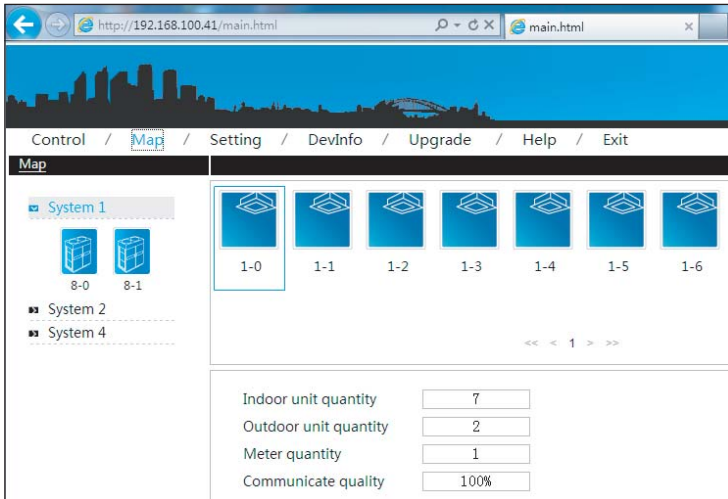 http://192.168.100.41/main.html
main.html
Control / Map / Setting / DevInfo / Upgrade / Help / Exit
Map
System 1
8-0 8-1
System 2
System 4
1-0 1-1 1-2 1-3 1-4 1-5 1-6
<< < 1 > >>
Indoor unit quantity 7
Outdoor unit quantity 2
Meter quantity 1
Communicate quality 100%